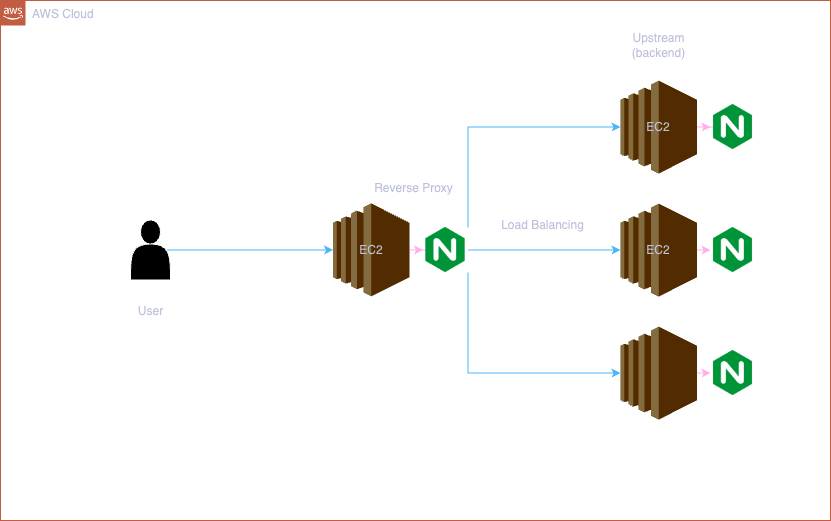 aws
AWS Cloud
Upstream
(backend)
EC2
N
Reverse Proxy
Load Balancing
EC2
N
EC2
N
User
N